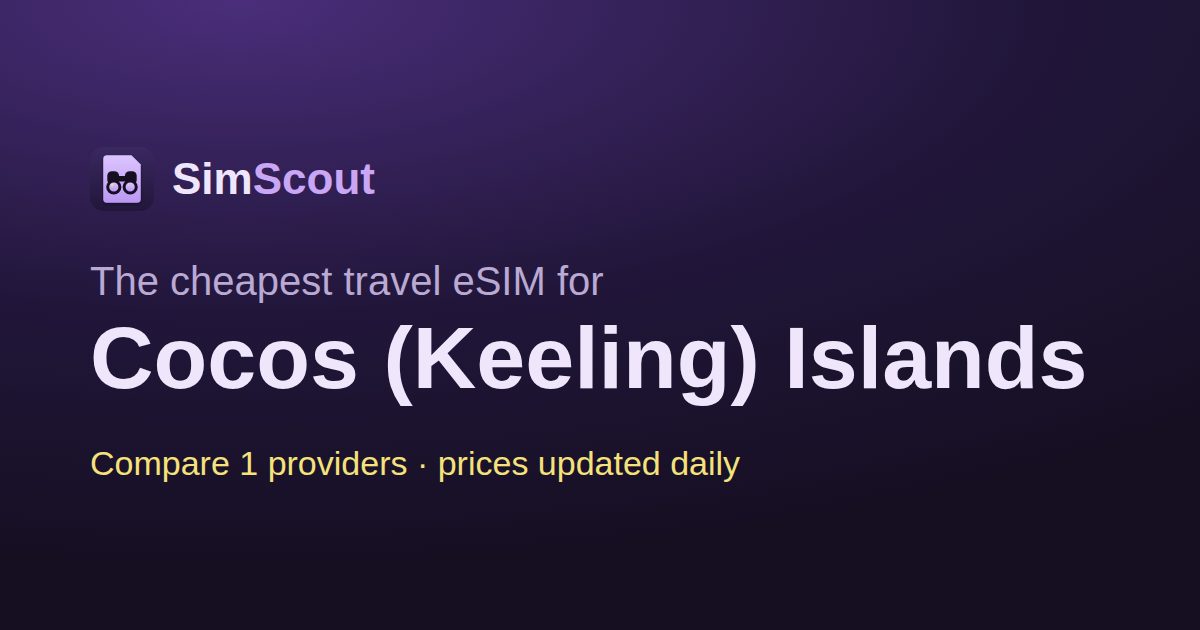 SimScout
The cheapest travel eSIM for
Cocos (Keeling) Islands
Compare 1 providers · prices updated daily